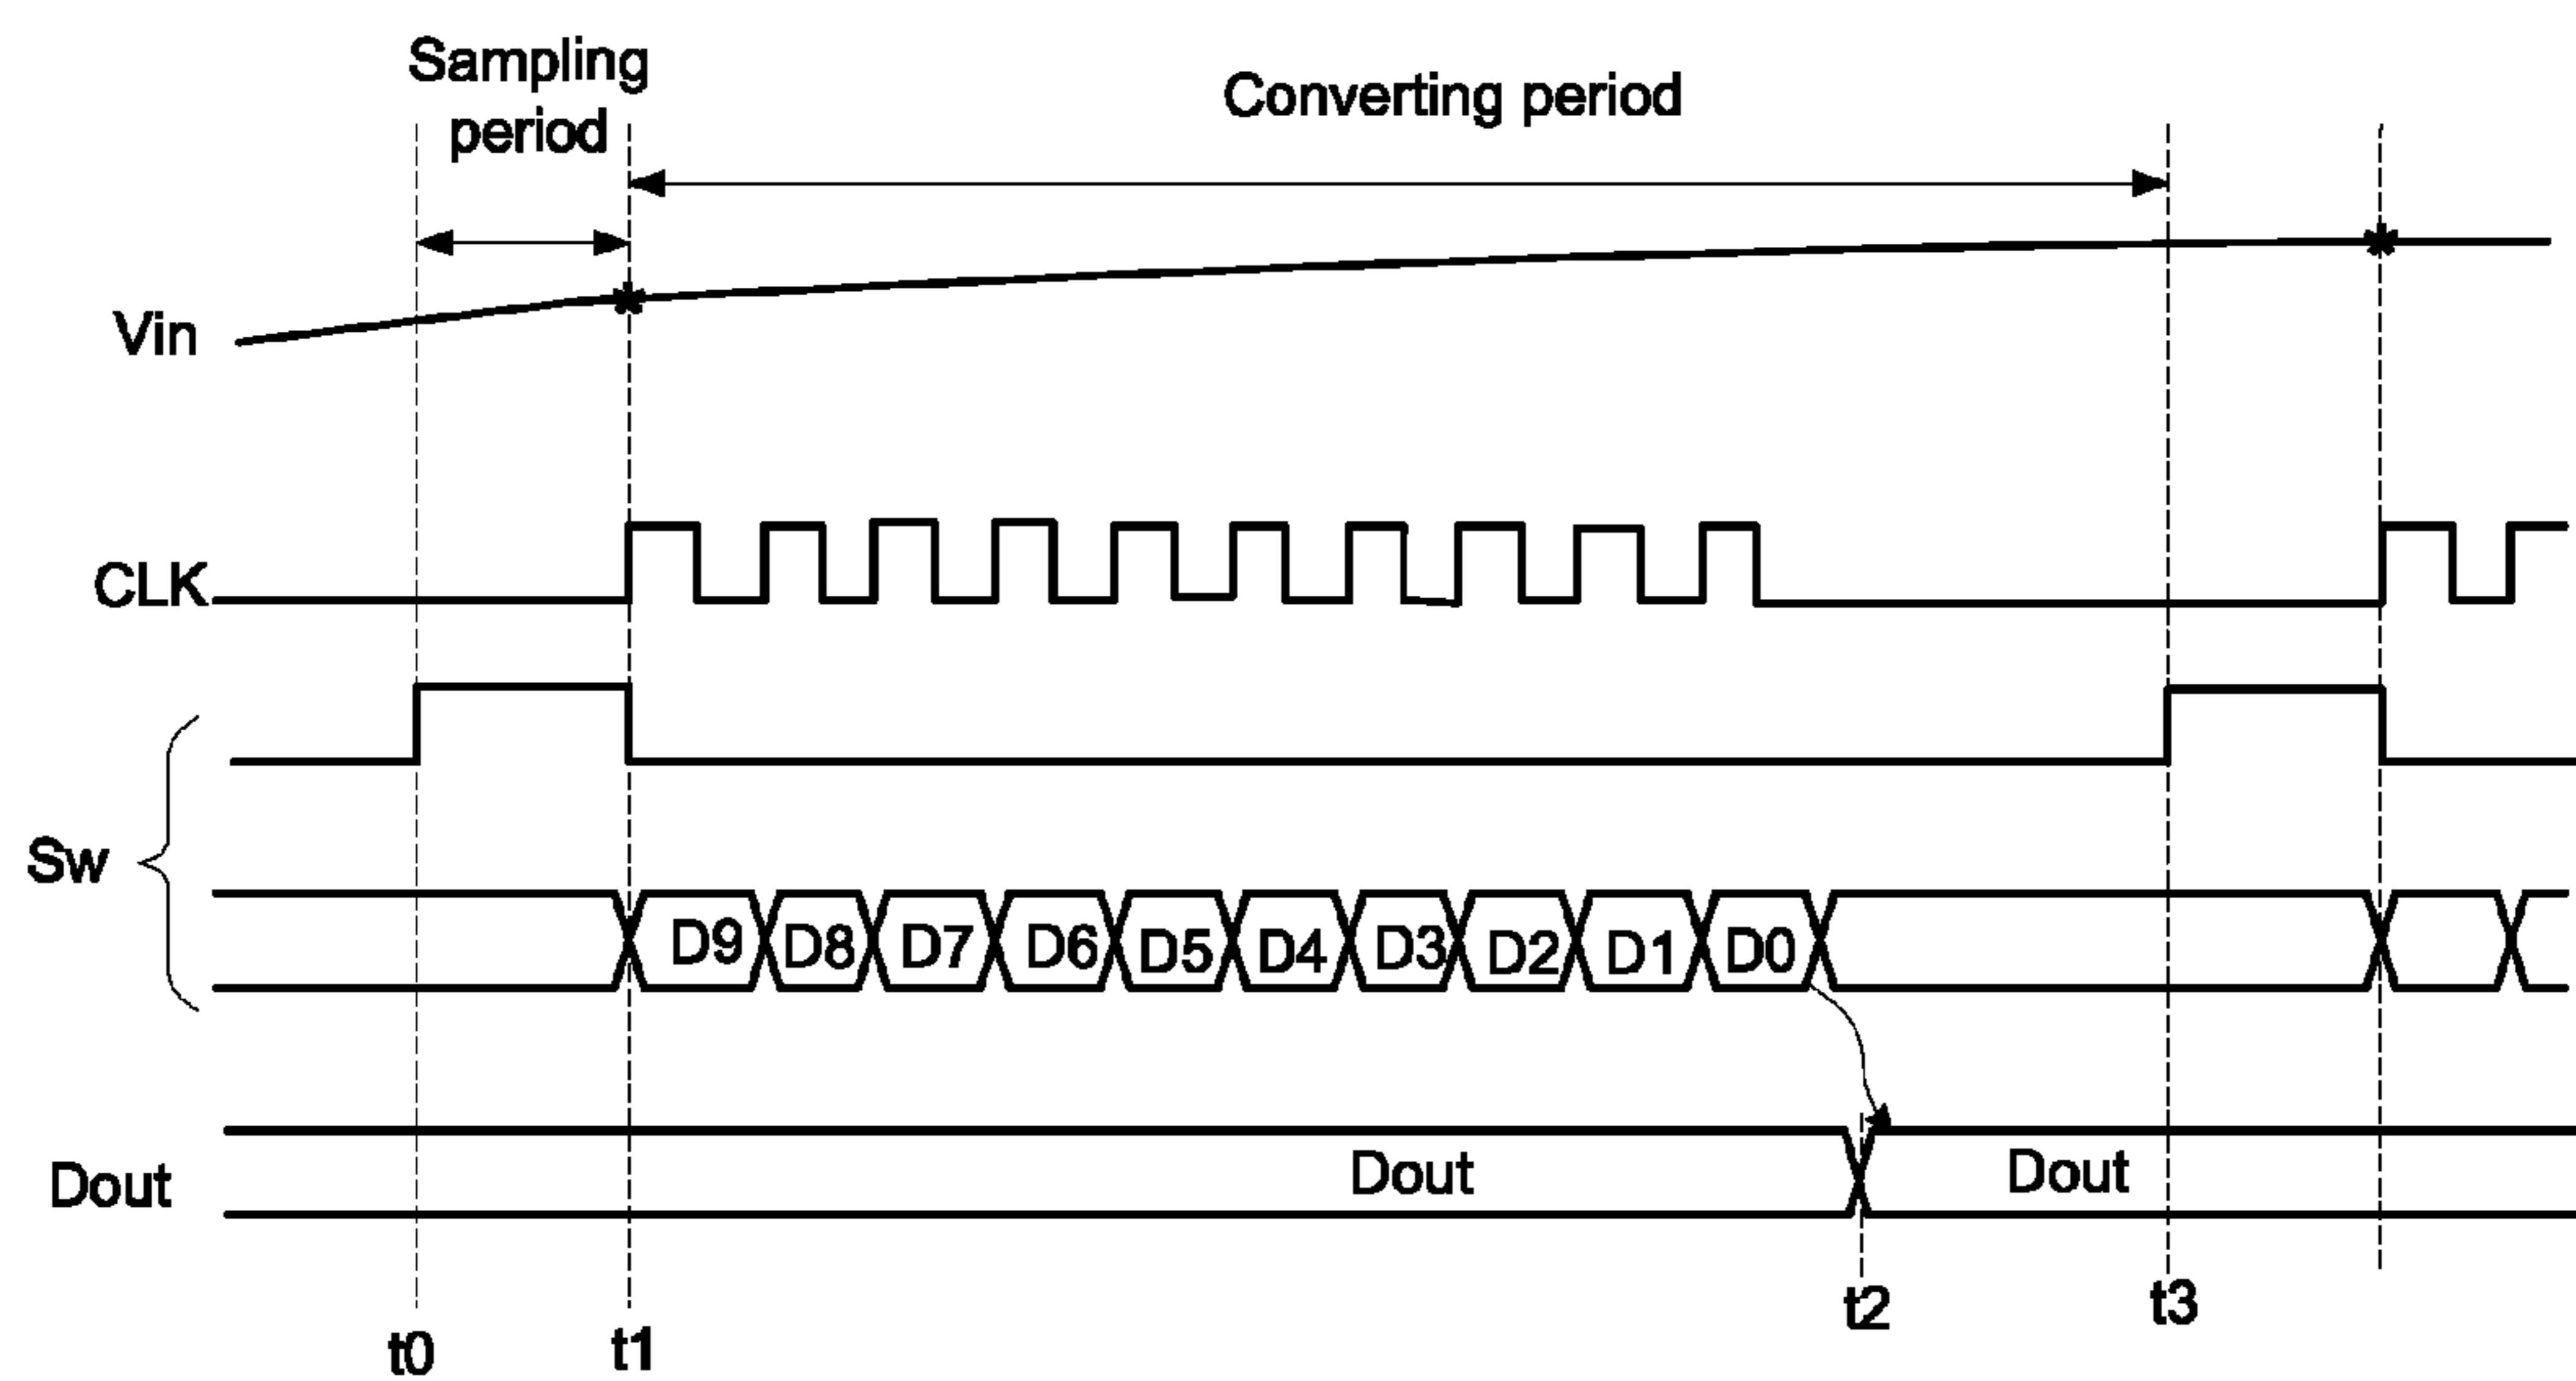 Sampling
period
Converting period
Vin
CLK
Sw
D9 D8 D7 D6 D5 D4 D3 D2 D1 D0
Dout
Dout
Dout
t0
t1
t2
t3